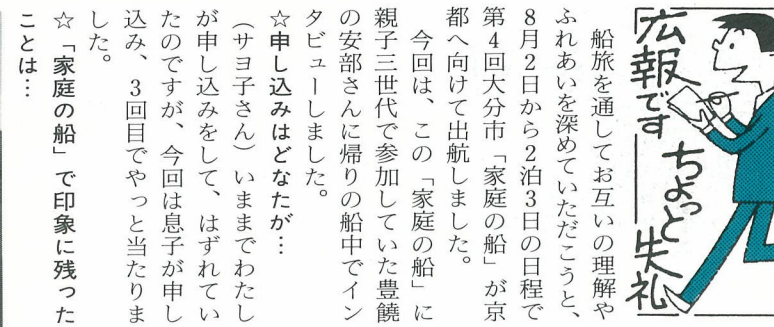 広報です
ちょっと失礼
船旅を通してお互いの理解や
ふれあいを深めていただこうと、
8月2日から2泊3日の日程で
第4回大分市「家庭の船」が京
都へ向けて出航しました。
今回は、この「家庭の船」に
親子三世代で参加していた豊饒
の安部さんに帰りの船中でイン
タビューしました。
☆申し込みはどなたが…
（サヨ子さん）いままでわたし
が申し込みをして、はずれてい
たのですが、今回は息子が申し
込み、3回目でやっと当たりま
した。
☆「家庭の船」で印象に残った
ことは…